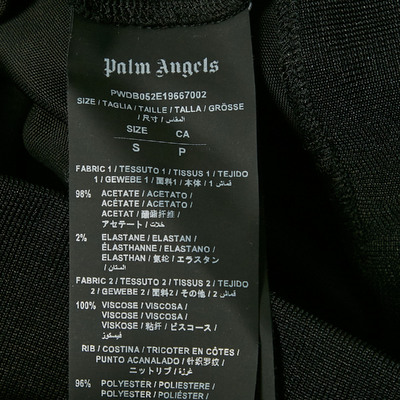 Palm Angels
PWDB052E19667002
SIZE / TAGLIA / TAILLE / TALLA / GRÖSSE
/ 尺寸 / المقاس
SIZE CA
S P
FABRIC 1 / TESSUTO 1 / TISSUS 1 / TEJIDO
1 / GEWEBE 1 / 面料1 / 本体 / قماش 1
98% ACETATE / ACETATO /
ACÉTATE / ACETATO /
ACETAT / 醋酯纤维 /
アセテート / خلات
2% ELASTANE / ELASTAN /
ÉLASTHANNE / ELASTANO /
ELASTHAN / 氨纶 / エラスタン
/
FABRIC 2 / TESSUTO 2 / TISSUS 2 / TEJIDO
2 / GEWEBE 2 / 面料2 / その他 / قماش 2
100% VISCOSE / VISCOSA /
VISCOSE / VISCOSA /
VISKOSE / 粘纤 / ビスコース /
فيسكوز
RIB / COSTINA / TRICOTER EN CÔTES /
PUNTO ACANALADO / 针织罗纹 /
ニットリブ /
96% POLYESTER / POLIESTERE /
POLYESTER / POLIÉSTER /